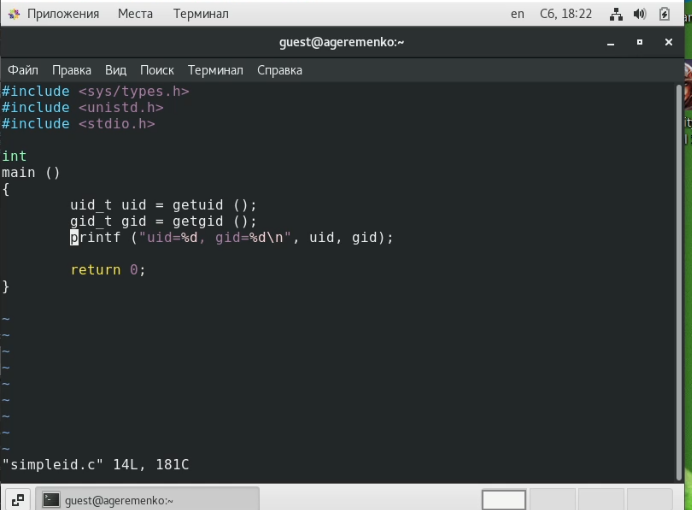 Приложения Места Терминал en Сб, 18:22
guest@ageremenko:~
Файл Правка Вид Поиск Терминал Справка
#include <sys/types.h>
#include <unistd.h>
#include <stdio.h>
int
main ()
{
uid_t uid = getuid ();
gid_t gid = getgid ();
printf ("uid=%d, gid=%d\n", uid, gid);
return 0;
}
~
~
~
~
~
~
~
~
~
"simpleid.c" 14L, 181C
guest@ageremenko:~